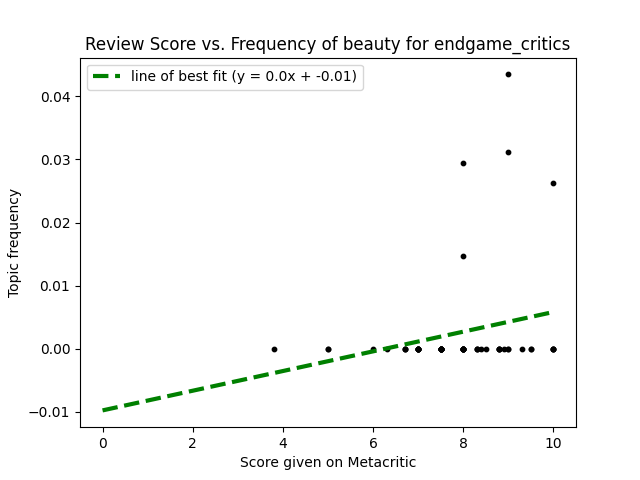 Review Score vs. Frequency of beauty for endgame_critics
line of best fit (y = 0.0x + -0.01)
Topic frequency
0.04
0.03
0.02
0.01
0.00
−0.01
0 2 4 6 8 10
Score given on Metacritic